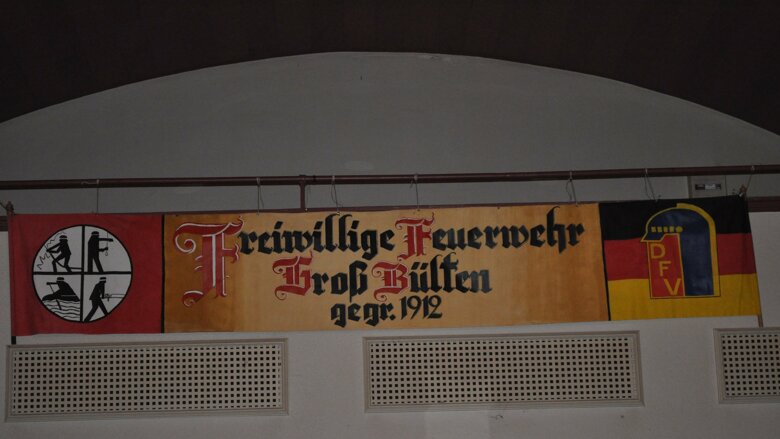 Freiwillige Feuerwehr
Groß Bülten
gegr. 1912
DFV